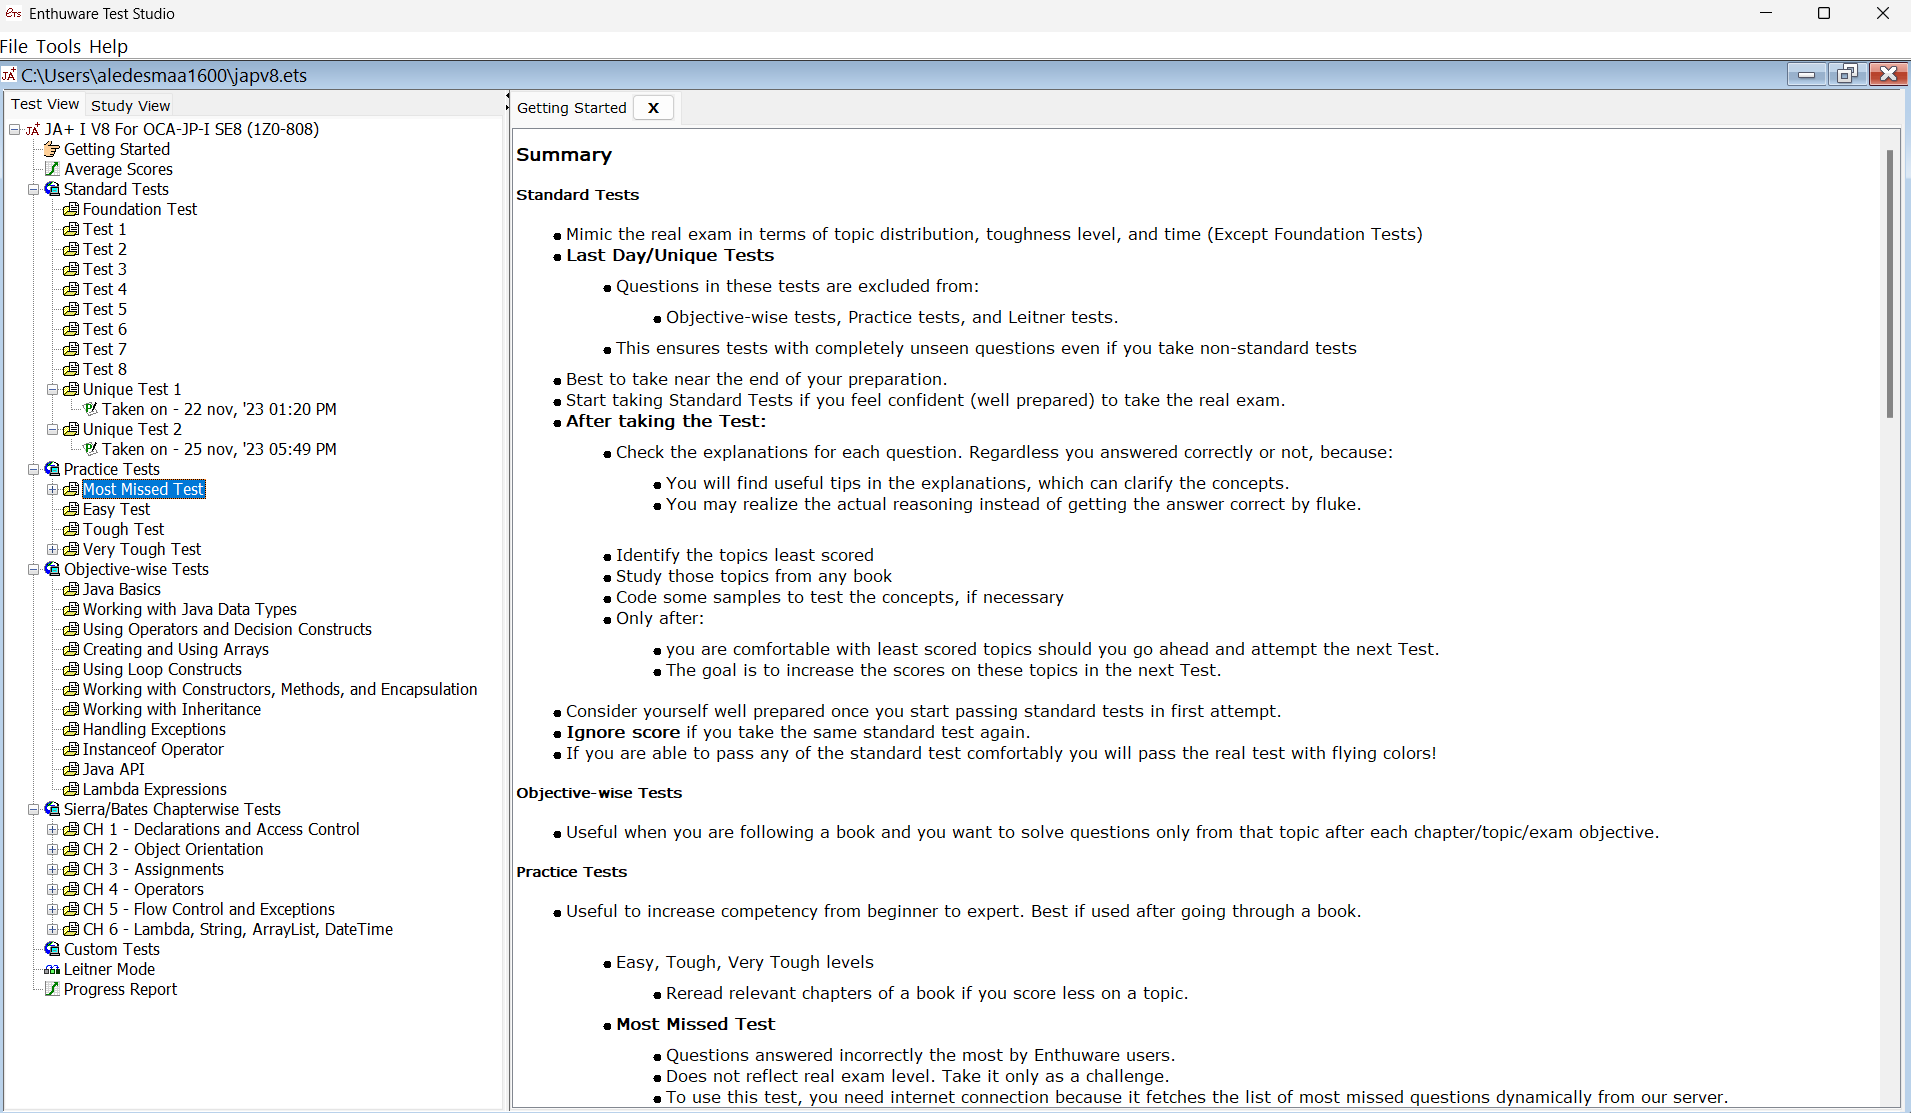 eTS Enthuware Test Studio
File Tools Help
JA+ C:\Users\aledesmaa1600\japv8.ets
Test View Study View
JA+ JA+ I V8 For OCA-JP-I SE8 (1Z0-808)
Getting Started
Average Scores
Standard Tests
Foundation Test
Test 1
Test 2
Test 3
Test 4
Test 5
Test 6
Test 7
Test 8
Unique Test 1
Taken on - 22 nov, '23 01:20 PM
Unique Test 2
Taken on - 25 nov, '23 05:49 PM
Practice Tests
Most Missed Test
Easy Test
Tough Test
Very Tough Test
Objective-wise Tests
Java Basics
Working with Java Data Types
Using Operators and Decision Constructs
Creating and Using Arrays
Using Loop Constructs
Working with Constructors, Methods, and Encapsulation
Working with Inheritance
Handling Exceptions
Instanceof Operator
Java API
Lambda Expressions
Sierra/Bates Chapterwise Tests
CH 1 - Declarations and Access Control
CH 2 - Object Orientation
CH 3 - Assignments
CH 4 - Operators
CH 5 - Flow Control and Exceptions
CH 6 - Lambda, String, ArrayList, DateTime
Custom Tests
Leitner Mode
Progress Report
Getting Started X
Summary
Standard Tests
Mimic the real exam in terms of topic distribution, toughness level, and time (Except Foundation Tests)
Last Day/Unique Tests
Questions in these tests are excluded from:
Objective-wise tests, Practice tests, and Leitner tests.
This ensures tests with completely unseen questions even if you take non-standard tests
Best to take near the end of your preparation.
Start taking Standard Tests if you feel confident (well prepared) to take the real exam.
After taking the Test:
Check the explanations for each question. Regardless you answered correctly or not, because:
You will find useful tips in the explanations, which can clarify the concepts.
You may realize the actual reasoning instead of getting the answer correct by fluke.
Identify the topics least scored
Study those topics from any book
Code some samples to test the concepts, if necessary
Only after:
you are comfortable with least scored topics should you go ahead and attempt the next Test.
The goal is to increase the scores on these topics in the next Test.
Consider yourself well prepared once you start passing standard tests in first attempt.
Ignore score if you take the same standard test again.
If you are able to pass any of the standard test comfortably you will pass the real test with flying colors!
Objective-wise Tests
Useful when you are following a book and you want to solve questions only from that topic after each chapter/topic/exam objective.
Practice Tests
Useful to increase competency from beginner to expert. Best if used after going through a book.
Easy, Tough, Very Tough levels
Reread relevant chapters of a book if you score less on a topic.
Most Missed Test
Questions answered incorrectly the most by Enthuware users.
Does not reflect real exam level. Take it only as a challenge.
To use this test, you need internet connection because it fetches the list of most missed questions dynamically from our server.